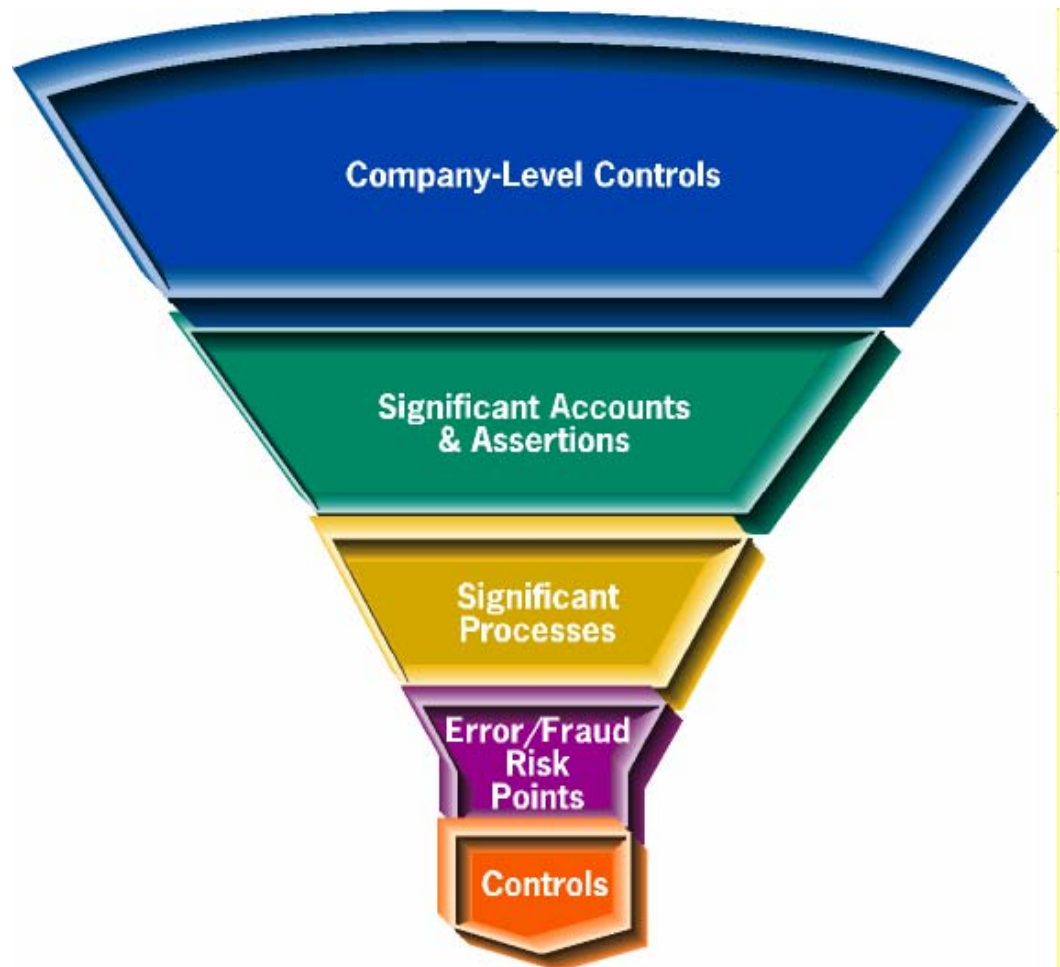 Company-Level Controls
Significant Accounts
& Assertions
Significant
Processes
Error/Fraud
Risk
Points
Controls